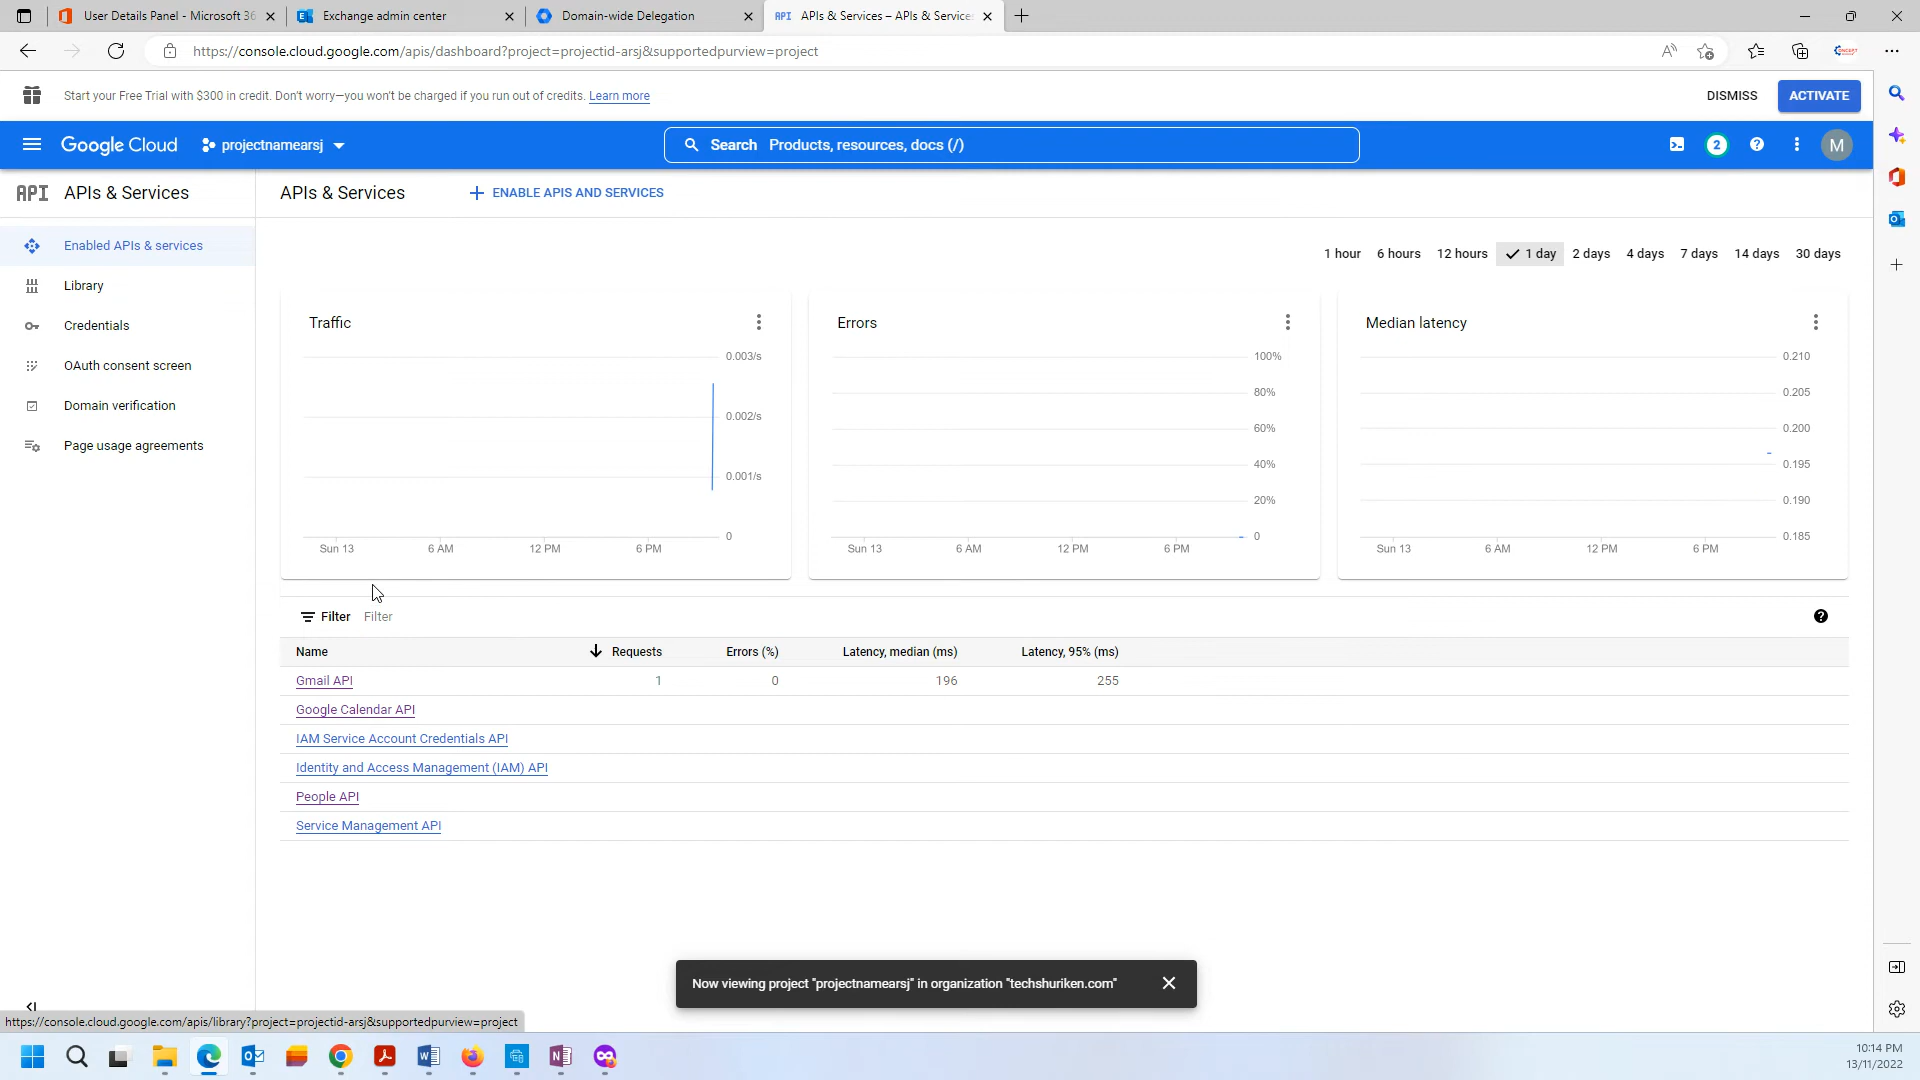 User Details Panel - Microsoft 36
Exchange admin center
Domain-wide Delegation
API APIs & Services – APIs & Service
https://console.cloud.google.com/apis/dashboard?project=projectid-arsj&supportedpurview=project
Start your Free Trial with $300 in credit. Don't worry—you won't be charged if you run out of credits. Learn more
DISMISS
ACTIVATE
Google Cloud
projectnamearsj
Search Products, resources, docs (/)
2
M
API APIs & Services
APIs & Services
ENABLE APIS AND SERVICES
Enabled APIs & services
Library
Credentials
OAuth consent screen
Domain verification
Page usage agreements
1 hour 6 hours 12 hours 1 day 2 days 4 days 7 days 14 days 30 days
Traffic
0.003/s
0.002/s
0.001/s
0
Sun 13 6 AM 12 PM 6 PM
Errors
100%
80%
60%
40%
20%
0
Sun 13 6 AM 12 PM 6 PM
Median latency
0.210
0.205
0.200
0.195
0.190
0.185
Sun 13 6 AM 12 PM 6 PM
Filter Filter
Name Requests Errors (%) Latency, median (ms) Latency, 95% (ms)
Gmail API 1 0 196 255
Google Calendar API
IAM Service Account Credentials API
Identity and Access Management (IAM) API
People API
Service Management API
Now viewing project "projectnamearsj" in organization "techshuriken.com"
https://console.cloud.google.com/apis/library?project=projectid-arsj&supportedpurview=project
10:14 PM
13/11/2022